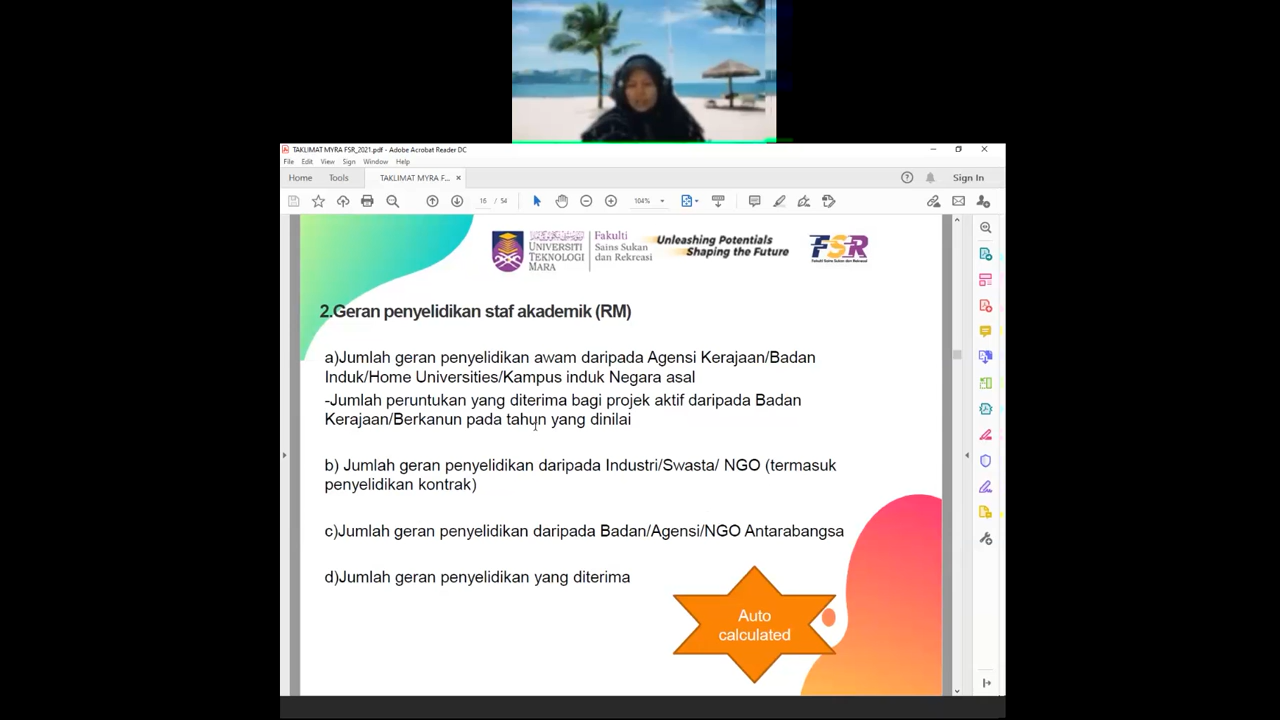 TAKLIMAT MYRA FSR_2021.pdf - Adobe Acrobat Reader DC
File Edit View Sign Window Help
Home Tools TAKLIMAT MYRA F... × Sign In
16 / 54 104%
UNIVERSITI
TEKNOLOGI
MARA
Fakulti
Sains Sukan
dan Rekreasi
Unleashing Potentials
Shaping the Future
FSR
Fakulti Sains Sukan dan Rekreasi
2.Geran penyelidikan staf akademik (RM)
a)Jumlah geran penyelidikan awam daripada Agensi Kerajaan/Badan
Induk/Home Universities/Kampus induk Negara asal
-Jumlah peruntukan yang diterima bagi projek aktif daripada Badan
Kerajaan/Berkanun pada tahun yang dinilai
b) Jumlah geran penyelidikan daripada Industri/Swasta/ NGO (termasuk
penyelidikan kontrak)
c)Jumlah geran penyelidikan daripada Badan/Agensi/NGO Antarabangsa
d)Jumlah geran penyelidikan yang diterima
Auto
calculated